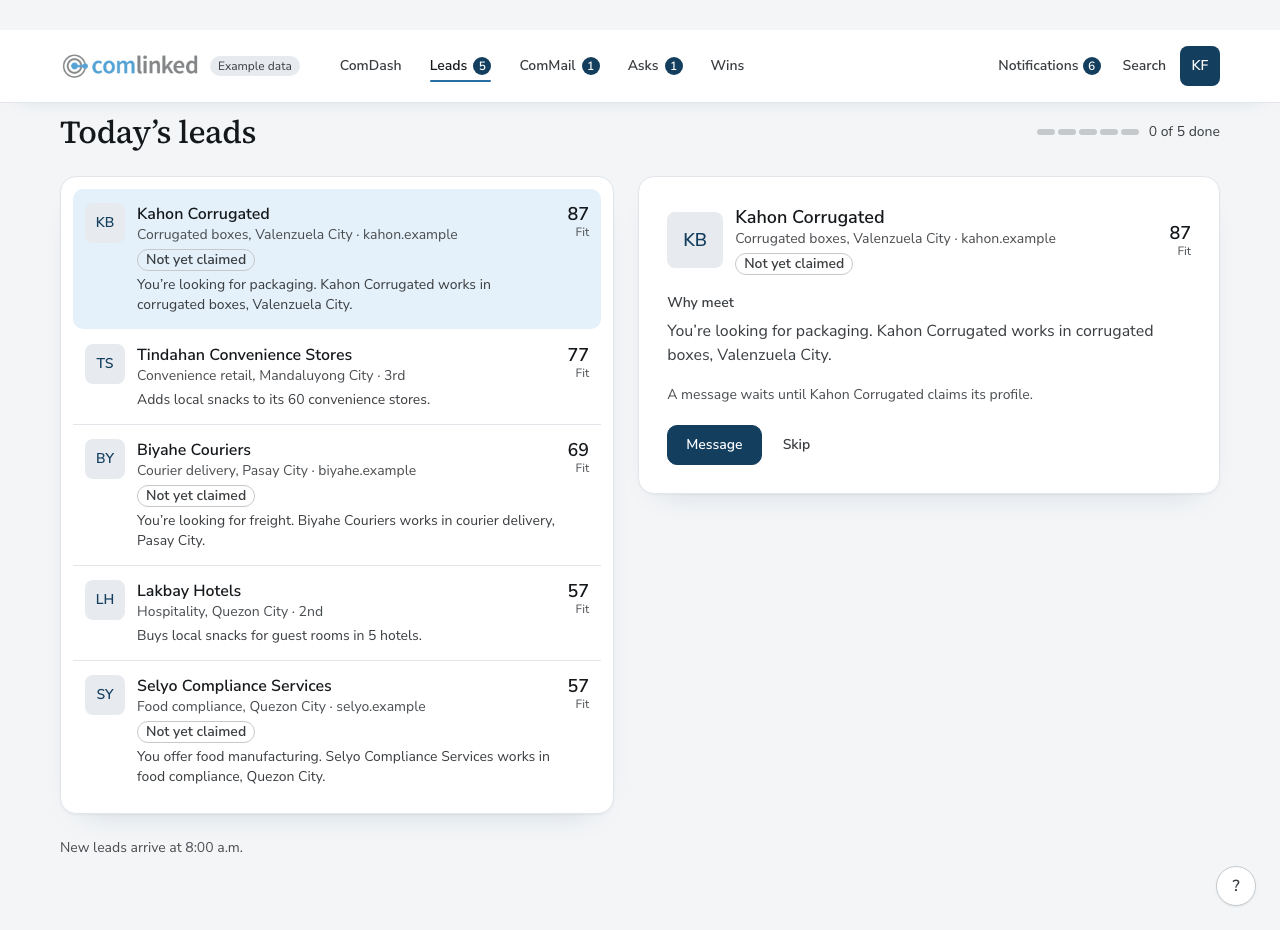 comlinked
Example data
ComDash
Leads 5
ComMail 1
Asks 1
Wins
Notifications 6
Search
KF
Today’s leads
0 of 5 done
KB
Kahon Corrugated
Corrugated boxes, Valenzuela City · kahon.example
Not yet claimed
You’re looking for packaging. Kahon Corrugated works in
corrugated boxes, Valenzuela City.
87
Fit
TS
Tindahan Convenience Stores
Convenience retail, Mandaluyong City · 3rd
Adds local snacks to its 60 convenience stores.
77
Fit
BY
Biyahe Couriers
Courier delivery, Pasay City · biyahe.example
Not yet claimed
You’re looking for freight. Biyahe Couriers works in courier delivery,
Pasay City.
69
Fit
LH
Lakbay Hotels
Hospitality, Quezon City · 2nd
Buys local snacks for guest rooms in 5 hotels.
57
Fit
SY
Selyo Compliance Services
Food compliance, Quezon City · selyo.example
Not yet claimed
You offer food manufacturing. Selyo Compliance Services works in
food compliance, Quezon City.
57
Fit
New leads arrive at 8:00 a.m.
KB
Kahon Corrugated
Corrugated boxes, Valenzuela City · kahon.example
Not yet claimed
87
Fit
Why meet
You’re looking for packaging. Kahon Corrugated works in corrugated
boxes, Valenzuela City.
A message waits until Kahon Corrugated claims its profile.
Message
Skip
?